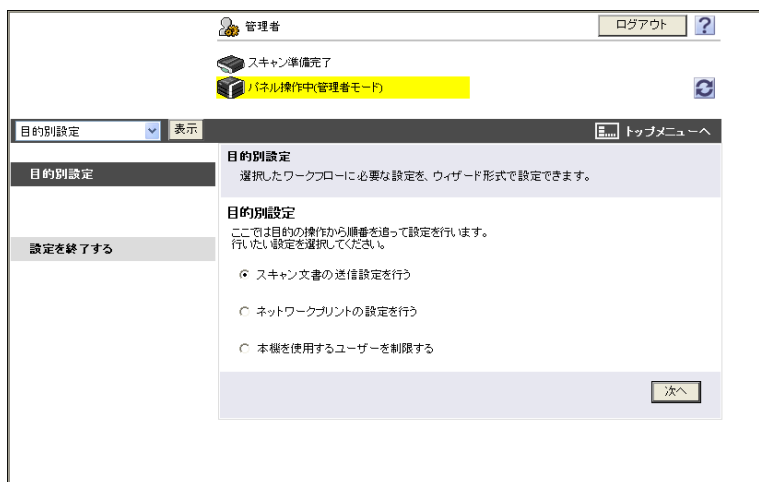 管理者
ログアウト
?
スキャン準備完了
パネル操作中(管理者モード)
目的別設定
表示
トップメニューへ
目的別設定
設定を終了する
目的別設定
選択したワークフローに必要な設定を、ウィザード形式で設定できます。
目的別設定
ここでは目的の操作から順番を追って設定を行います。
行いたい設定を選択してください。
スキャン文書の送信設定を行う
ネットワークプリントの設定を行う
本機を使用するユーザーを制限する
次へ